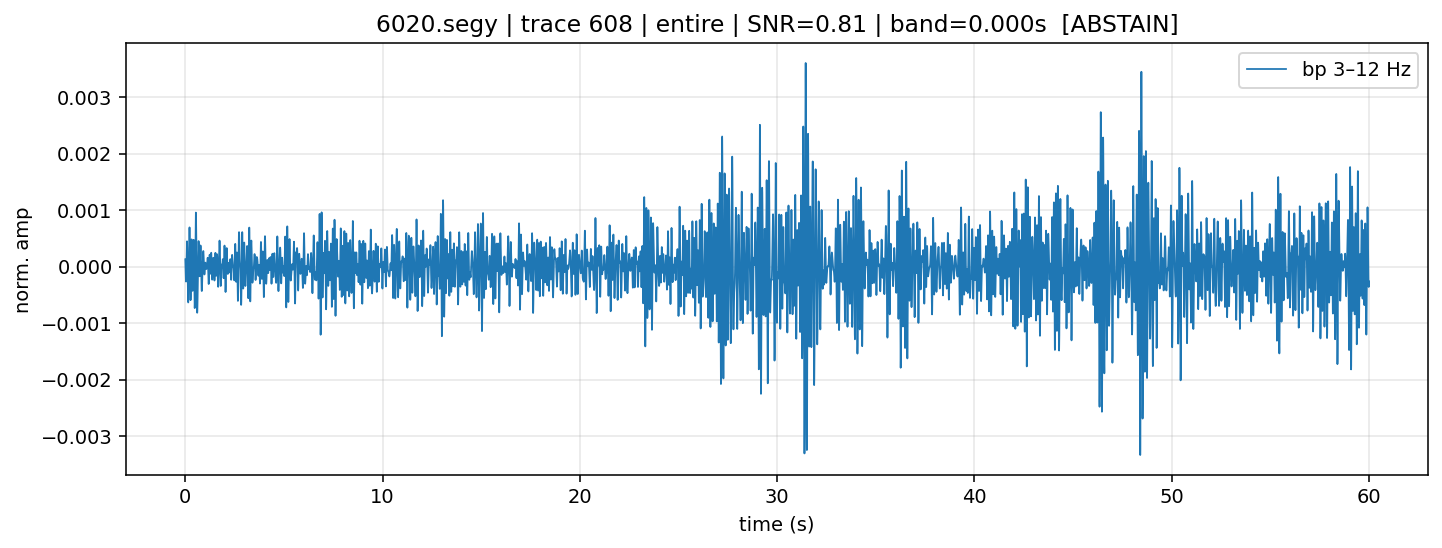 6020.segy | trace 608 | entire | SNR=0.81 | band=0.000s  [ABSTAIN]
bp 3–12 Hz
norm. amp
0.003
0.002
0.001
0.000
−0.001
−0.002
−0.003
0 10 20 30 40 50 60
time (s)